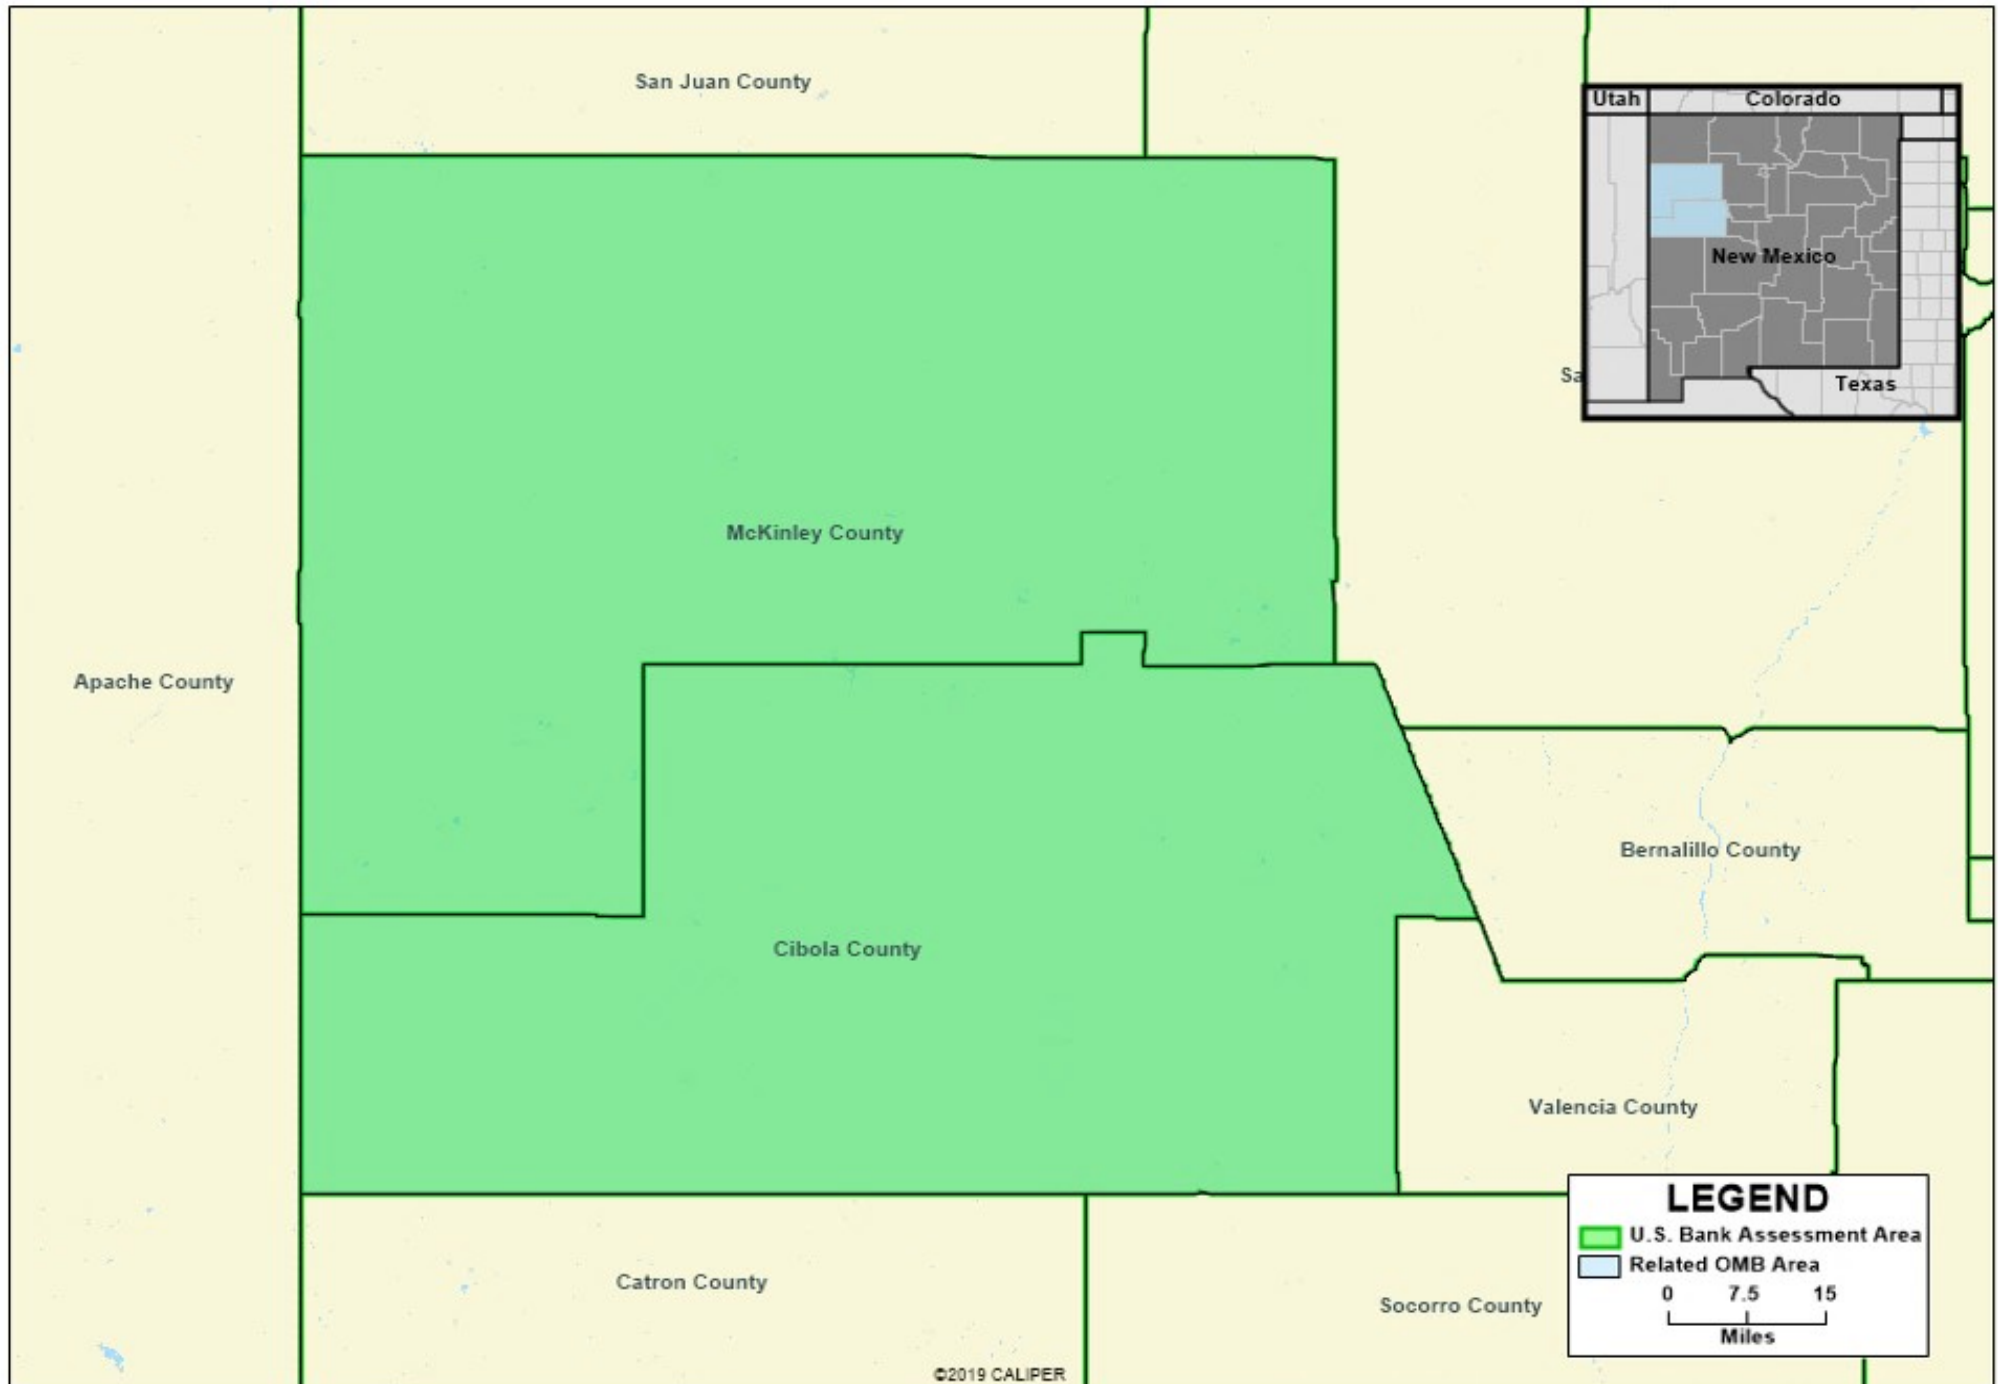 San Juan County
Utah
Colorado
New Mexico
Texas
McKinley County
Apache County
Bernalillo County
Cibola County
Valencia County
Catron County
Socorro County
LEGEND
U.S. Bank Assessment Area
Related OMB Area
0 7.5 15
Miles
©2019 CALIPER